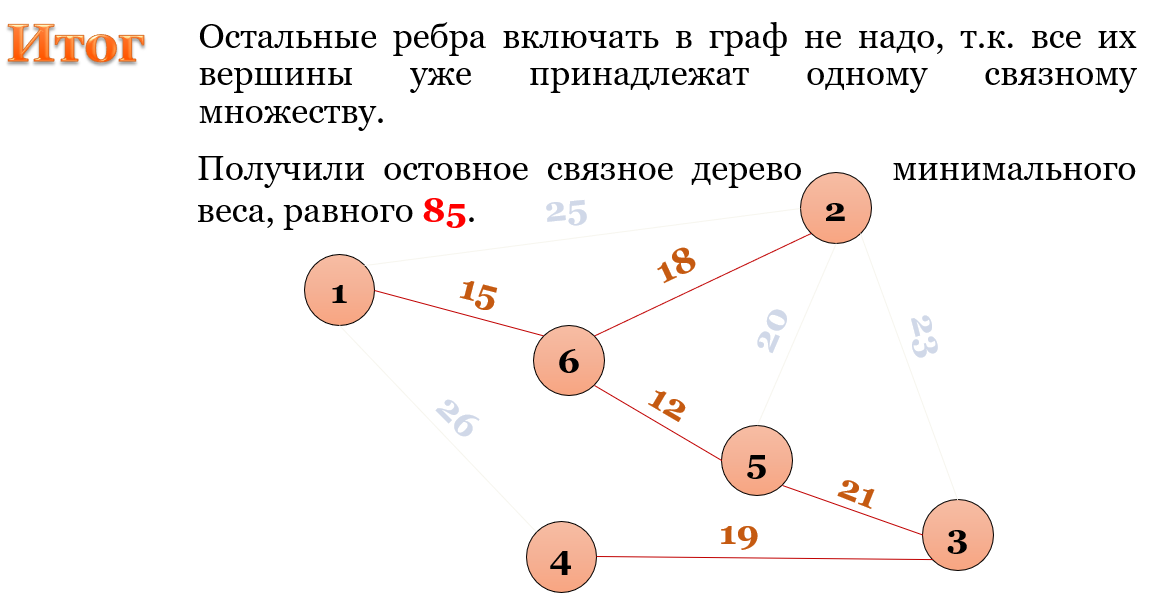 Итог
Остальные ребра включать в граф не надо, т.к. все их
вершины уже принадлежат одному связному
множеству.
Получили остовное связное дерево минимального
веса, равного 85.
25
2
18
1
15
20
23
6
12
26
5
21
19
3
4